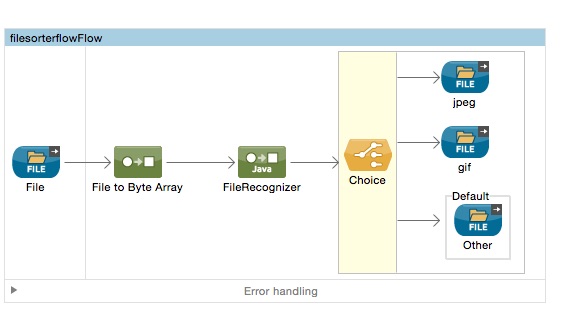 filesorterflowFlow
FILE
jpeg
FILE
gif
FILE
File
File to Byte Array
Java
FileRecognizer
Choice
Default
FILE
Other
Error handling